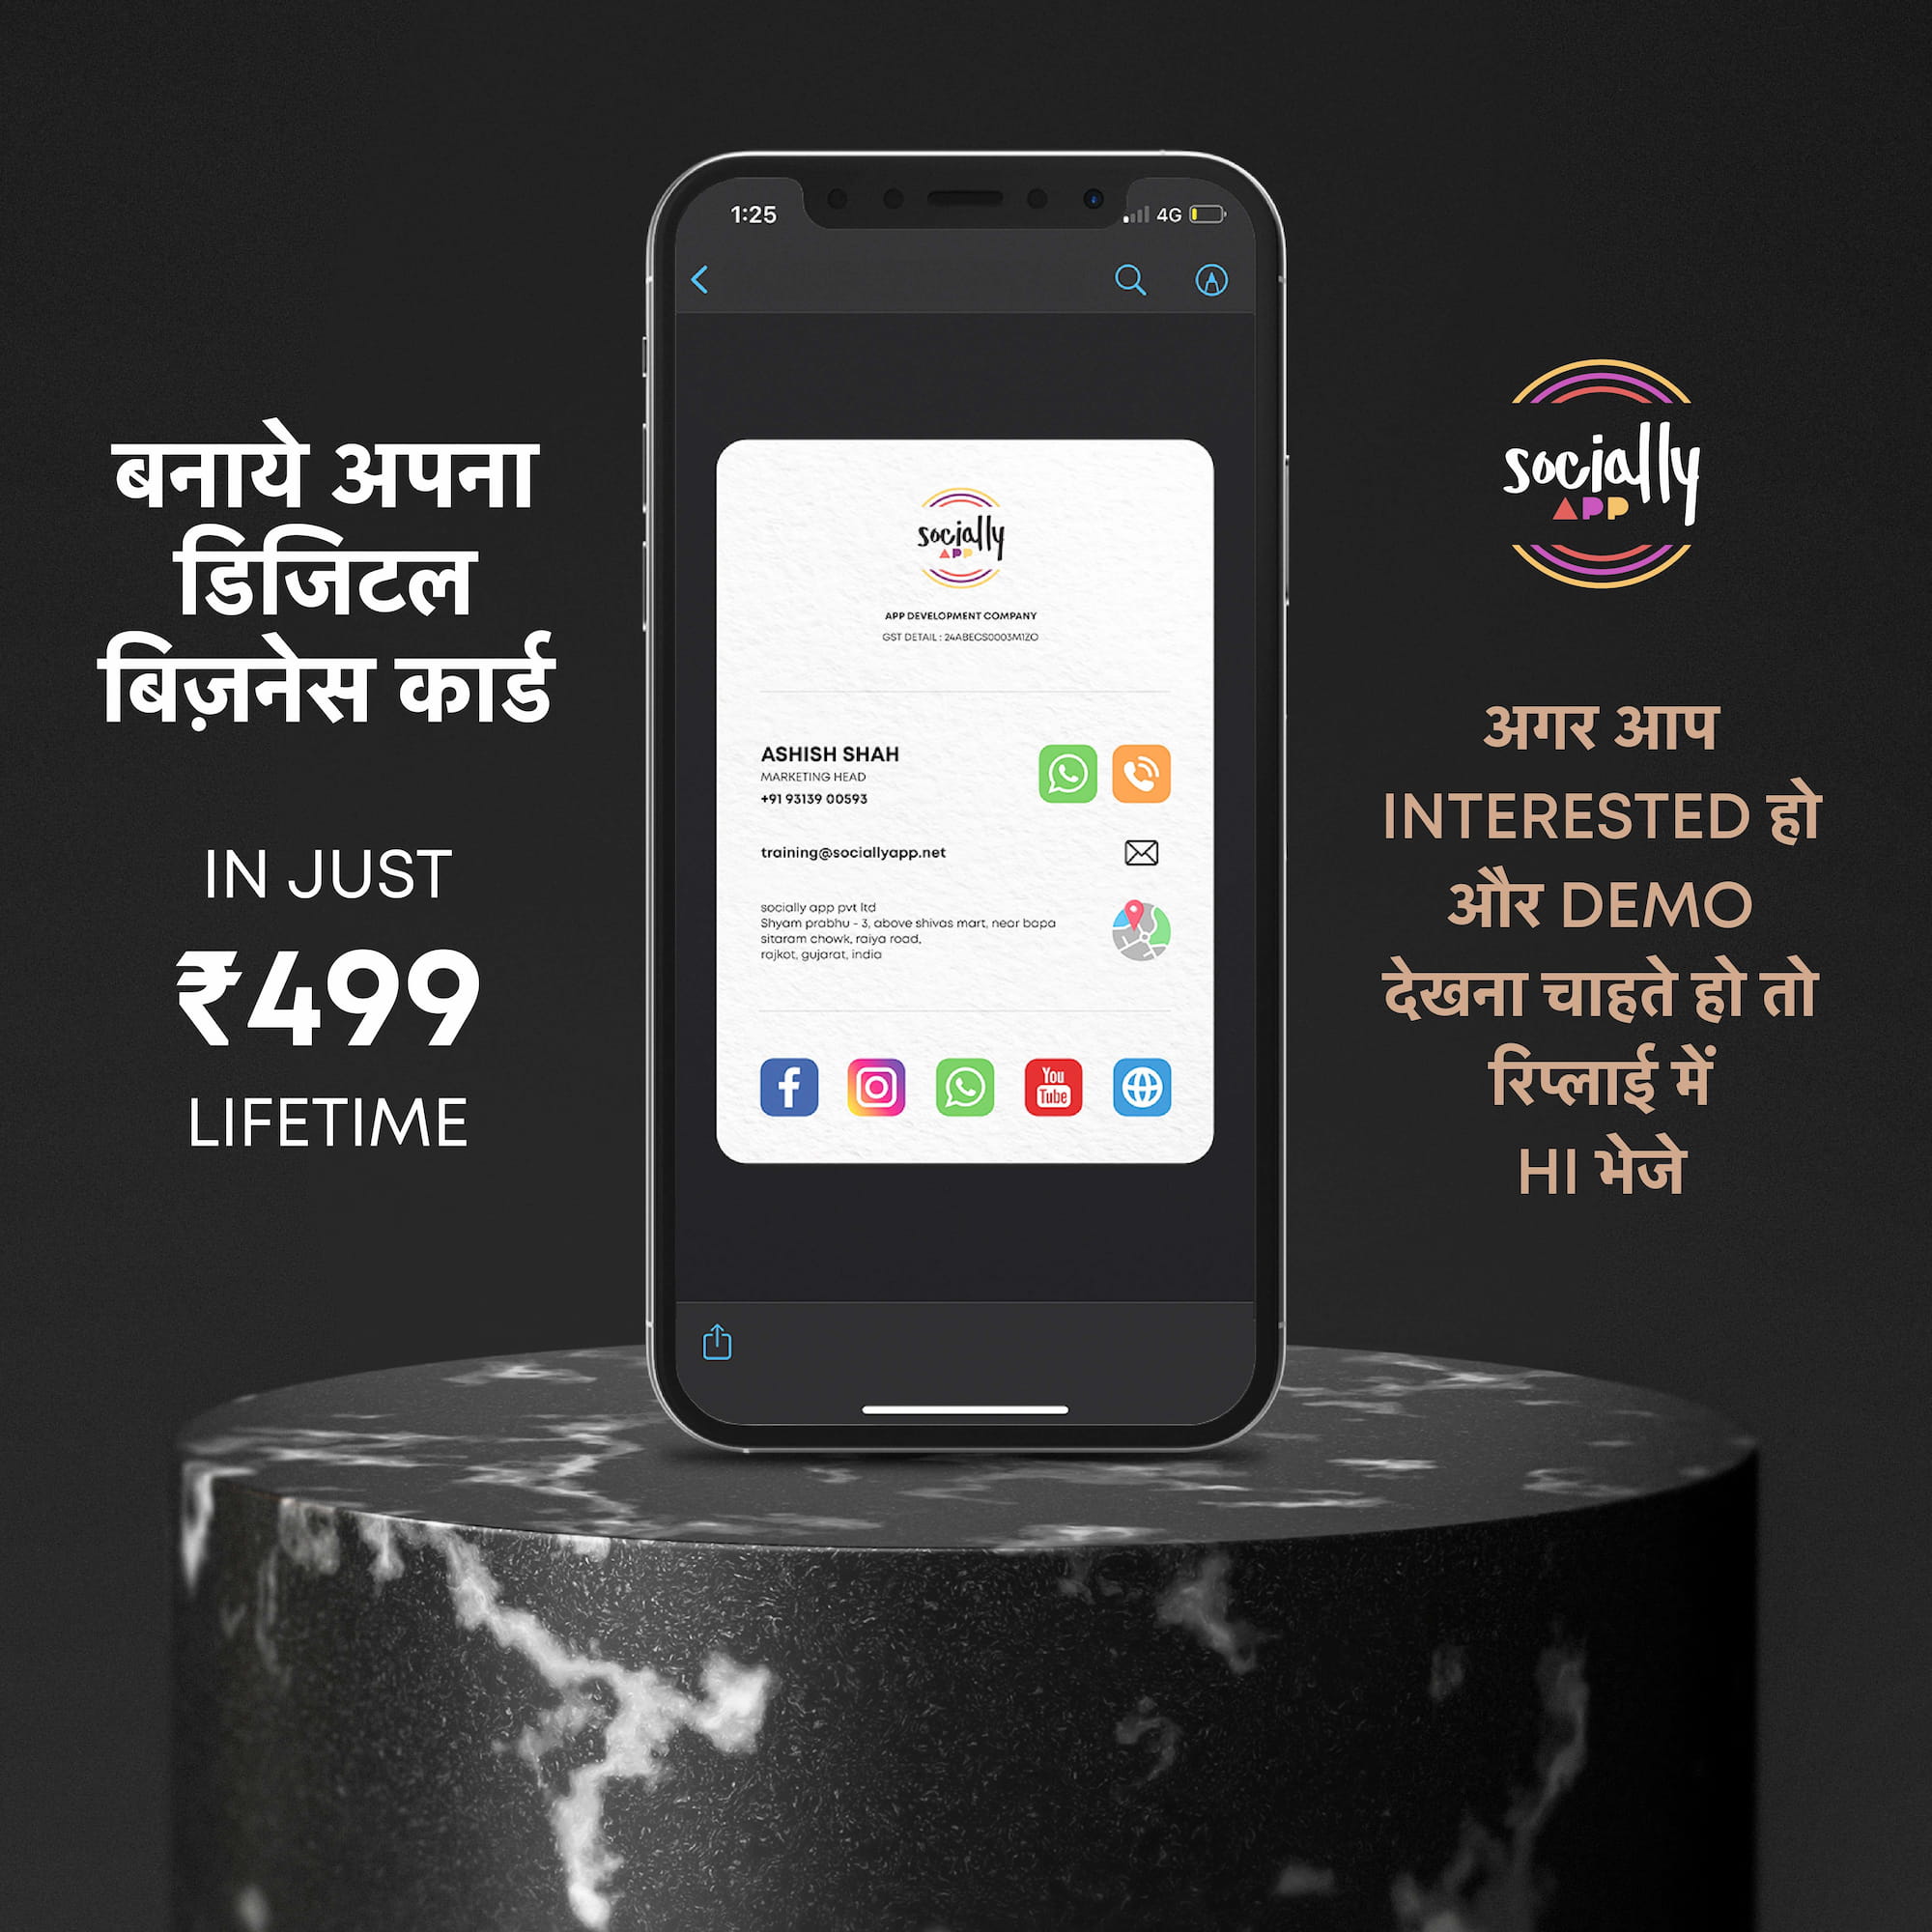 बनाये अपना
डिजिटल
बिज़नेस कार्ड
IN JUST
₹499
LIFETIME
1:25
4G
socially
APP
APP DEVELOPMENT COMPANY
GST DETAIL : 24ABECS0003M1ZO
ASHISH SHAH
MARKETING HEAD
+91 93139 00593
training@sociallyapp.net
socially app pvt ltd
Shyam prabhu - 3, above shivas mart, near bapa
sitaram chowk, raiya road,
rajkot, gujarat, india
You
Tube
socially
APP
अगर आप
INTERESTED हो
और DEMO
देखना चाहते हो तो
रिप्लाई में
HI भेजे